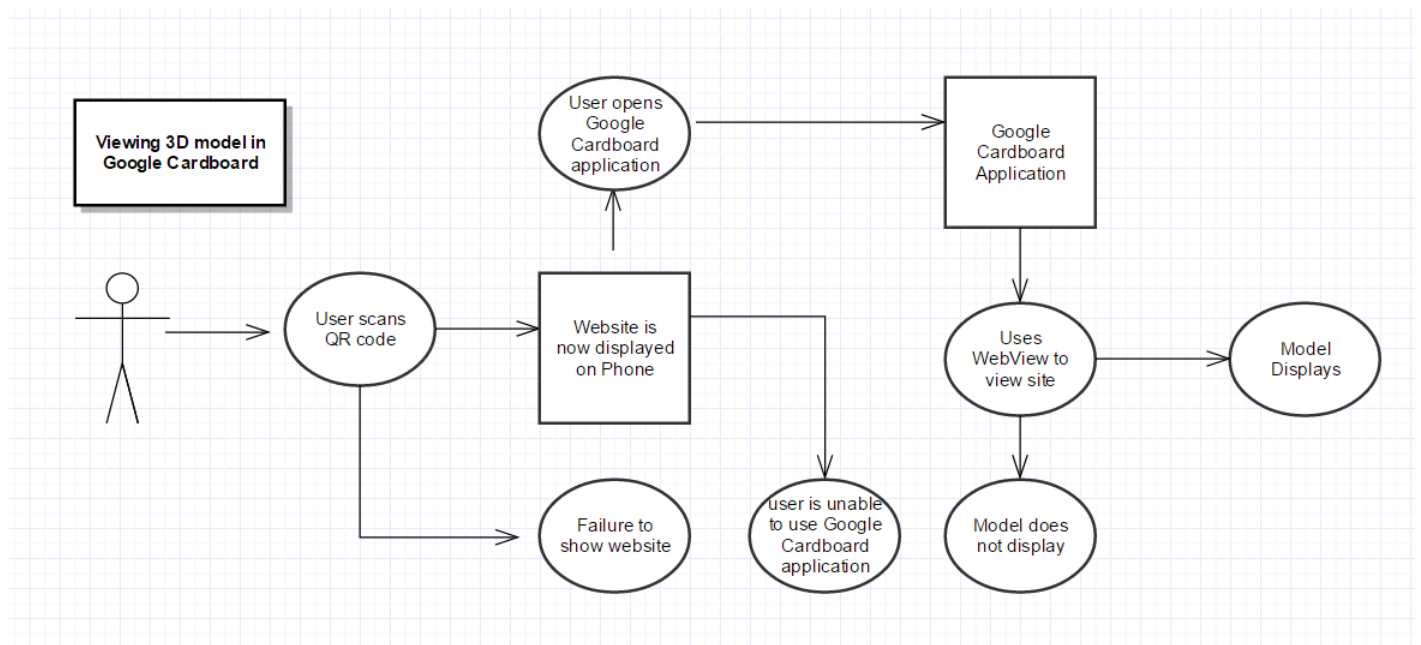 Viewing 3D model in
Google Cardboard
User opens
Google
Cardboard
application
Google
Cardboard
Application
User scans
QR code
Website is
now displayed
on Phone
Uses
WebView to
view site
Model
Displays
Failure to
show website
user is unable
to use Google
Cardboard
application
Model does
not display